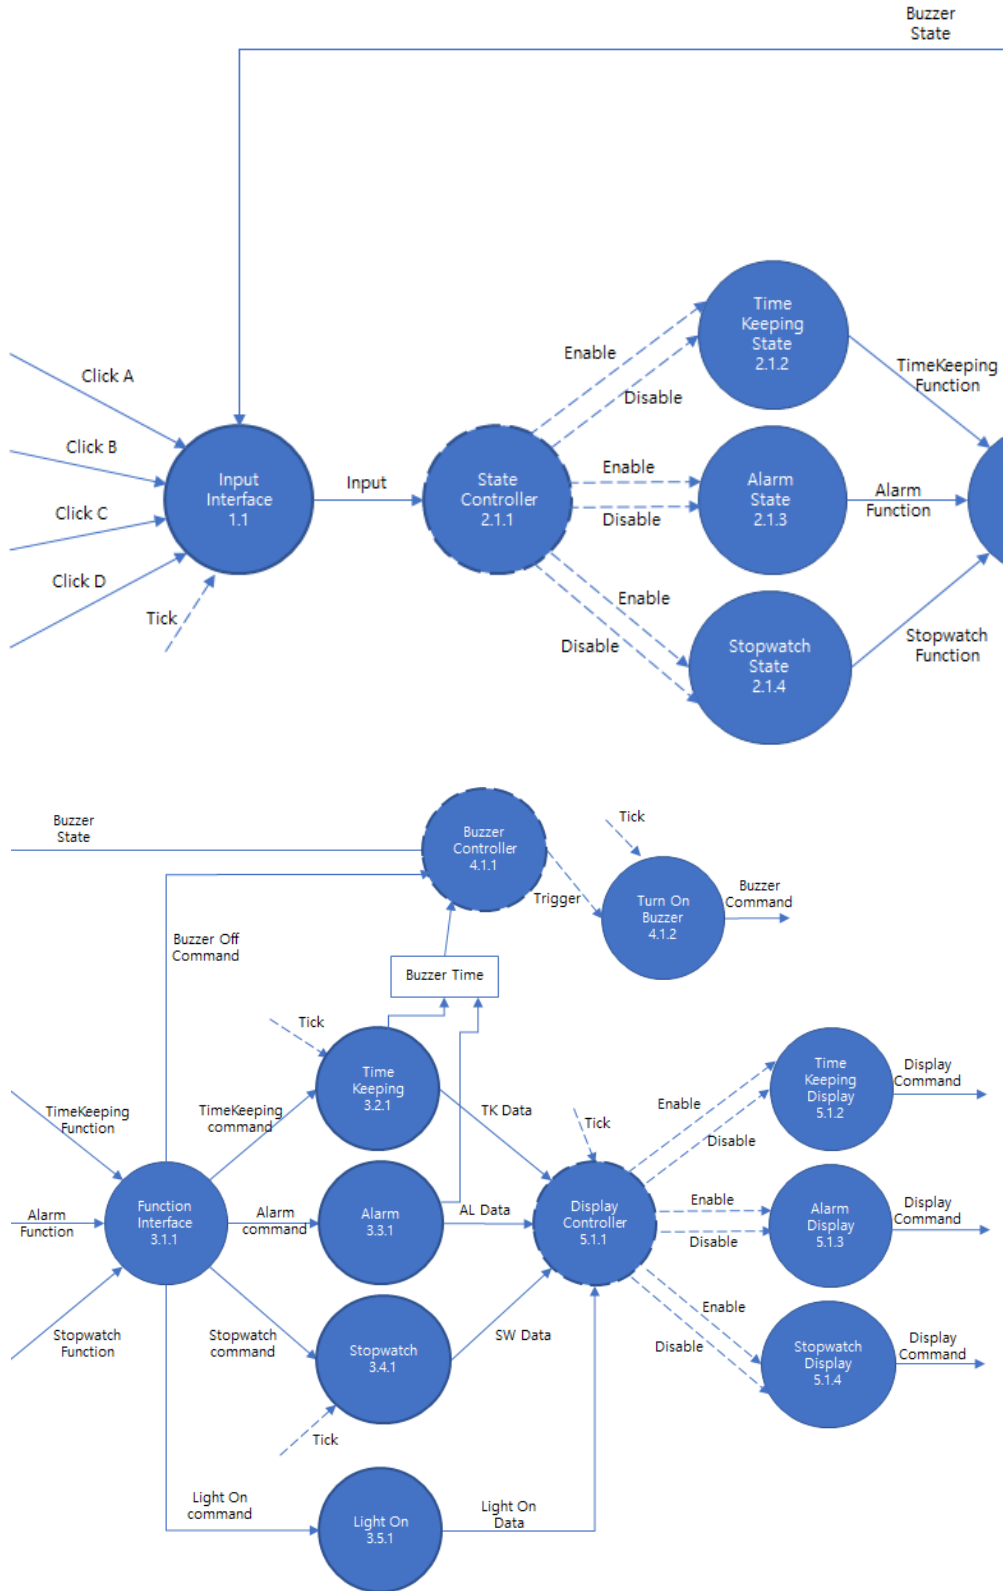 Buzzer
State
Click A
Click B
Click C
Click D
Tick
Input
Interface
1.1
Input
State
Controller
2.1.1
Enable
Disable
Enable
Disable
Enable
Disable
Time
Keeping
State
2.1.2
Alarm
State
2.1.3
Stopwatch
State
2.1.4
TimeKeeping
Function
Alarm
Function
Stopwatch
Function
Buzzer
State
Buzzer
Controller
4.1.1
Tick
Trigger
Turn On
Buzzer
4.1.2
Buzzer
Command
Buzzer Off
Command
Buzzer Time
Tick
Time
Keeping
3.2.1
TimeKeeping
Function
TimeKeeping
command
TK Data
Tick
Enable
Disable
Time
Keeping
Display
5.1.2
Display
Command
Alarm
Function
Function
Interface
3.1.1
Alarm
command
Alarm
3.3.1
AL Data
Display
Controller
5.1.1
Enable
Disable
Alarm
Display
5.1.3
Display
Command
Stopwatch
Function
Stopwatch
command
Stopwatch
3.4.1
SW Data
Tick
Enable
Disable
Stopwatch
Display
5.1.4
Display
Command
Light On
command
Light On
3.5.1
Light On
Data